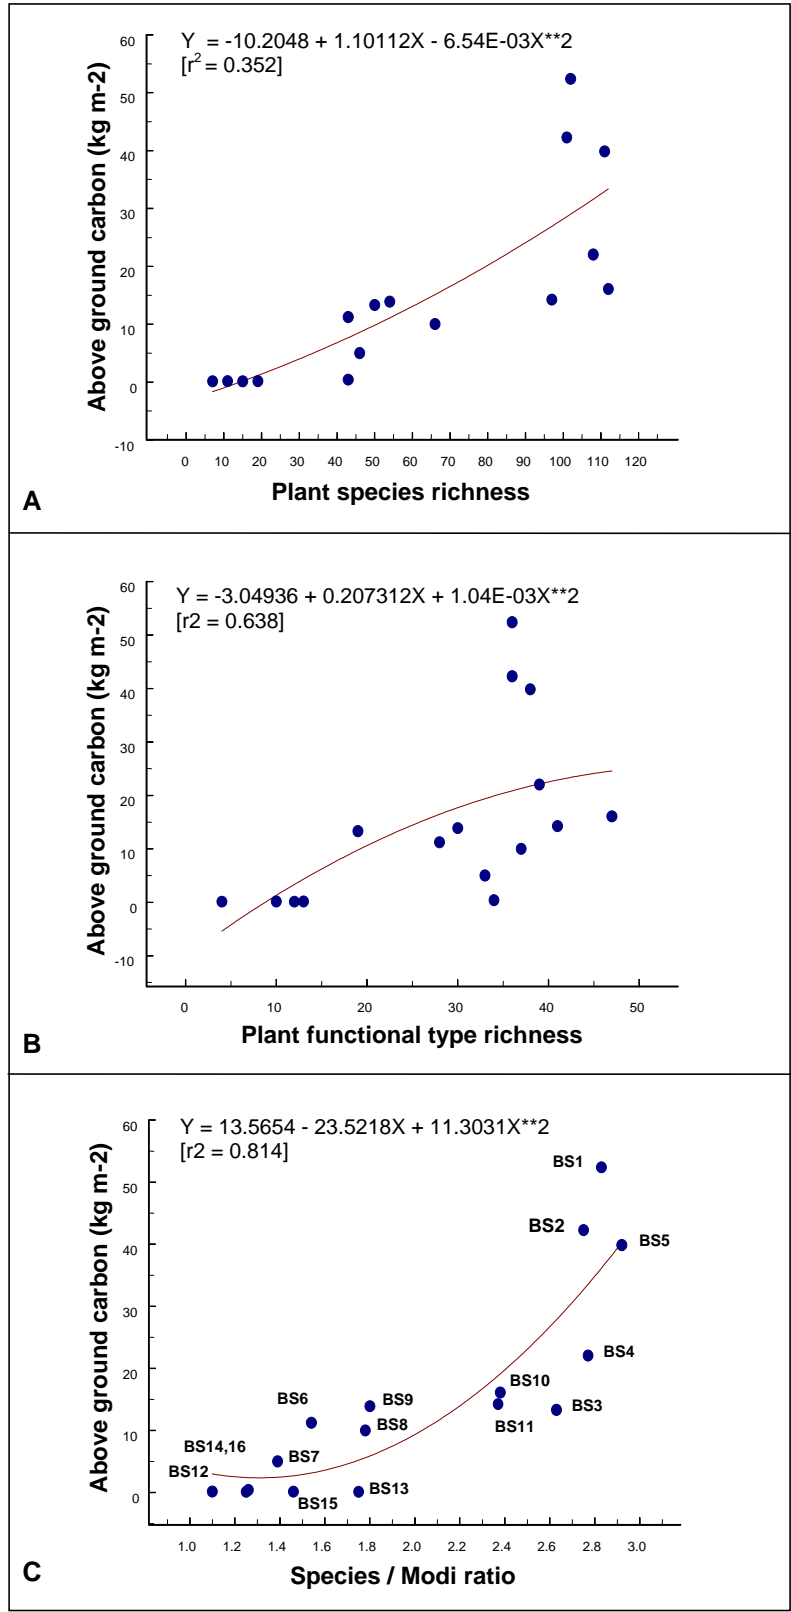 Y = -10.2048 + 1.10112X - 6.54E-03X**2
[r2 = 0.352]
Above ground carbon (kg m-2)
60
50
40
30
20
10
0
-10
0 10 20 30 40 50 60 70 80 90 100 110 120
Plant species richness
A
Y = -3.04936 + 0.207312X + 1.04E-03X**2
[r2 = 0.638]
Above ground carbon (kg m-2)
60
50
40
30
20
10
0
-10
0 10 20 30 40 50
Plant functional type richness
B
Y = 13.5654 - 23.5218X + 11.3031X**2
[r2 = 0.814]
Above ground carbon (kg m-2)
60
50
40
30
20
10
0
BS1
BS2
BS5
BS4
BS10
BS6
BS9
BS3
BS8
BS11
BS14,16
BS7
BS12
BS13
BS15
1.0 1.2 1.4 1.6 1.8 2.0 2.2 2.4 2.6 2.8 3.0
Species / Modi ratio
C